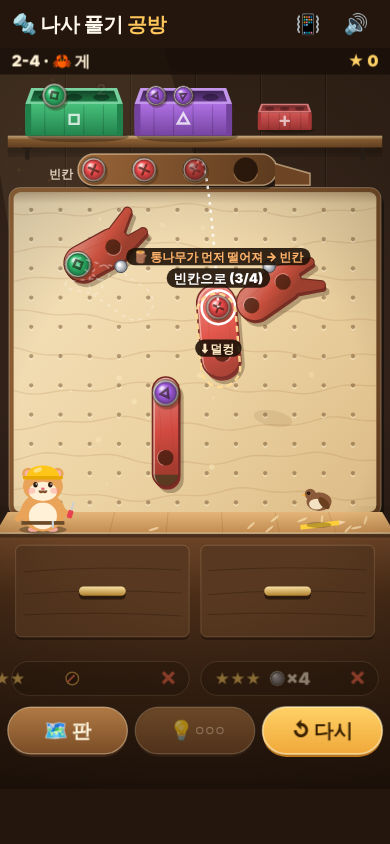 나사 풀기 공방
2-4 · 게
★ 0
빈칸
통나무가 먼저 떨어져 → 빈칸
빈칸으로 (3/4)
⬇덜컹
★★
★★★ ×4
판
다시